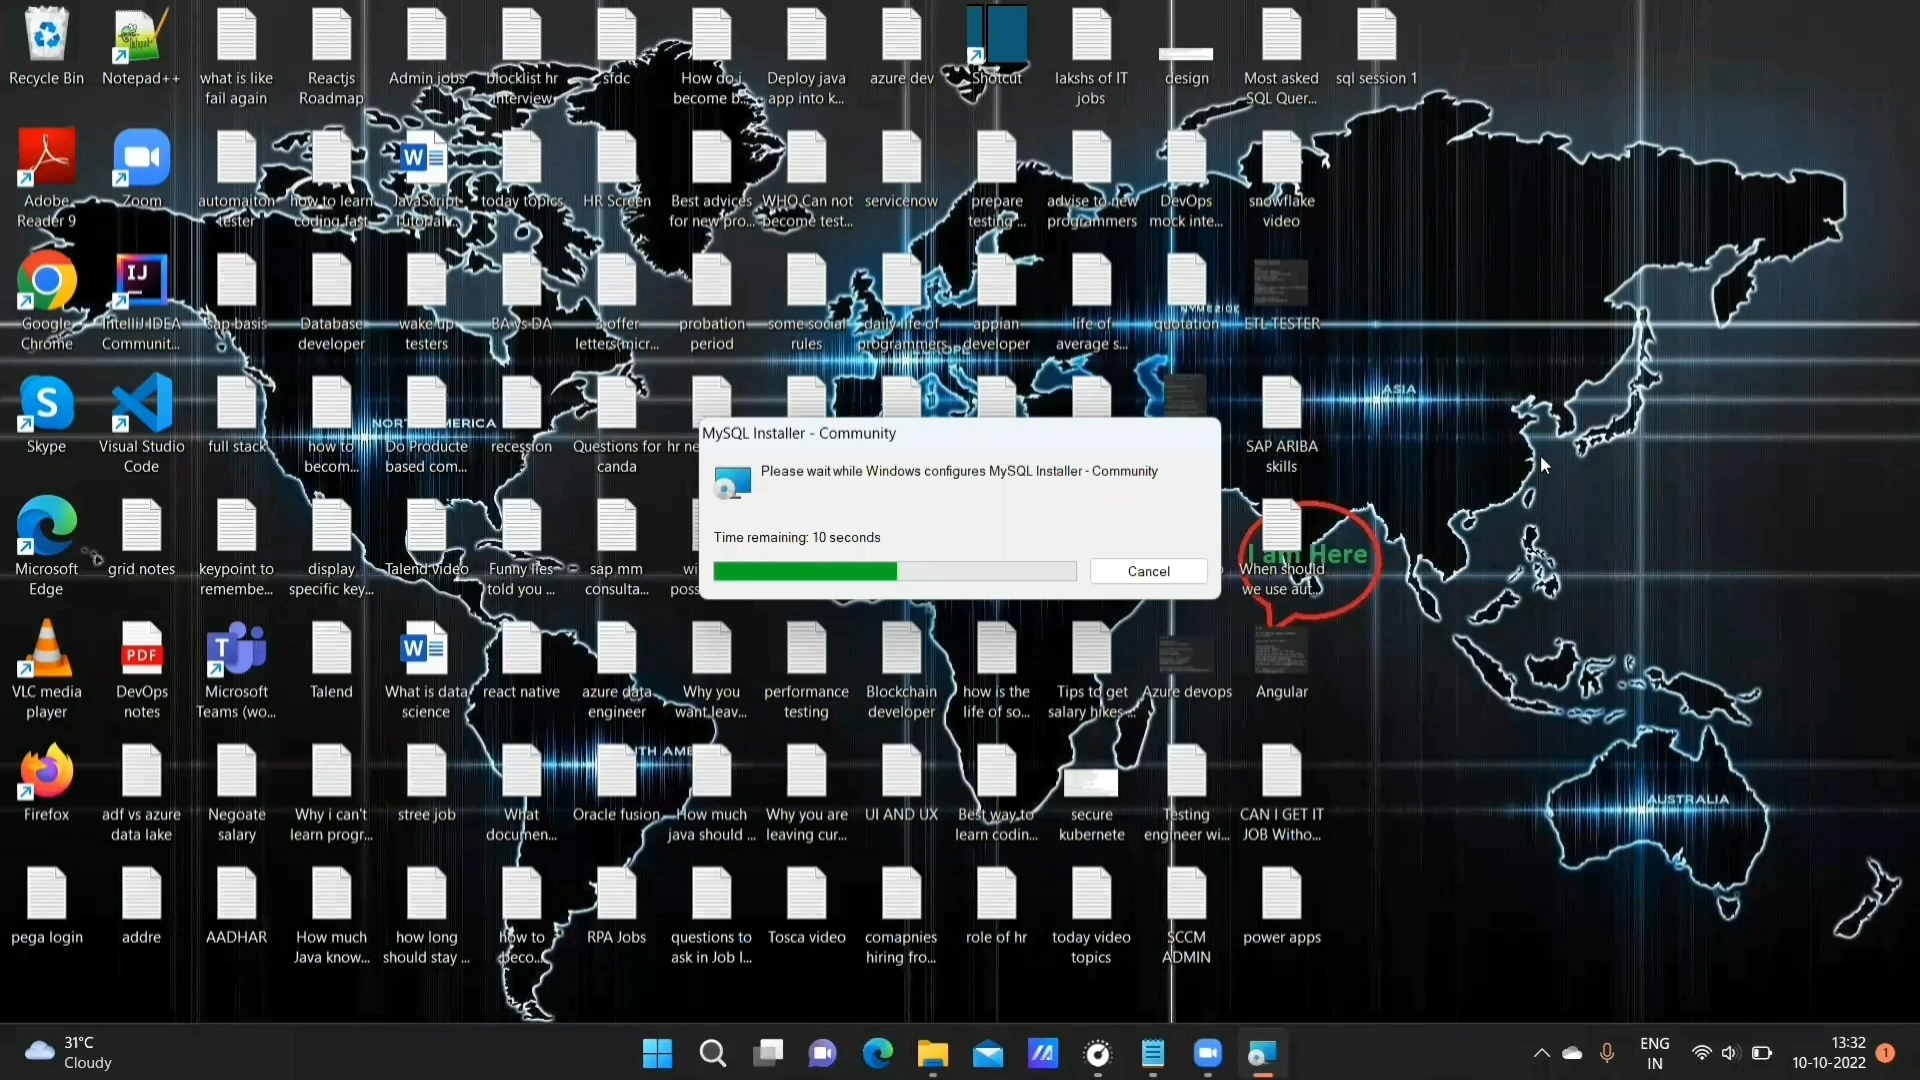 Recycle Bin
Notepad++
what is like
fail again
Reactjs
Roadmap
Admin jobs
blocklist hr
interview
sfdc
How do i
become b...
Deploy java
app into k...
azure dev
Shotcut
lakshs of IT
jobs
design
Most asked
SQL Quer...
sql session 1
Adobe
Reader 9
Zoom
automaiton
tester
how to learn
coding fast
JavaScript
Tutorial...
today topics
HR Screen
Best advices
for new pro...
WHO Can not
become test...
servicenow
prepare
testing ...
advise to new
programmers
DevOps
mock inte...
snowflake
video
Google
Chrome
IntelliJ IDEA
Communit...
sap basis
Database
developer
wake up
testers
BA vs DA
3 offer
letters(micr...
probation
period
some social
rules
daily life of
programmers
appian
developer
life of
average s...
quotation
ETL TESTER
Skype
Visual Studio
Code
full stack
how to
becom...
Do Producte
based com...
recession
Questions for
canda
hr ne
SAP ARIBA
skills
NORTH AMERICA
EUROPE
ASIA
MySQL Installer - Community
Please wait while Windows configures MySQL Installer - Community
Time remaining: 10 seconds
Cancel
Microsoft
Edge
grid notes
keypoint to
remembe...
display
specific key...
Talend video
Funny lies
told you ...
sap mm
consulta...
wi
poss
I am Here
When should
we use aut...
VLC media
player
PDF
DevOps
notes
Microsoft
Teams (wo...
Talend
What is data
science
react native
azure data
engineer
Why you
want leav...
performance
testing
Blockchain
developer
how is the
life of so...
Tips to get
salary hikes ...
Azure devops
Angular
Firefox
adf vs azure
data lake
Negoate
salary
Why i can't
learn progr...
stree job
What
documen...
Oracle fusion
How much
java should ...
Why you are
leaving cur...
UI AND UX
Best way to
learn codin...
secure
kubernete
Testing
engineer wi...
CAN I GET IT
JOB Witho...
AUSTRALIA
pega login
addre
AADHAR
How much
Java know...
how long
should stay ...
how to
beco...
RPA Jobs
questions to
ask in Job I...
Tosca video
comapnies
hiring fro...
role of hr
today video
topics
SCCM
ADMIN
power apps
31°C
Cloudy
ENG
IN
13:32
10-10-2022
1